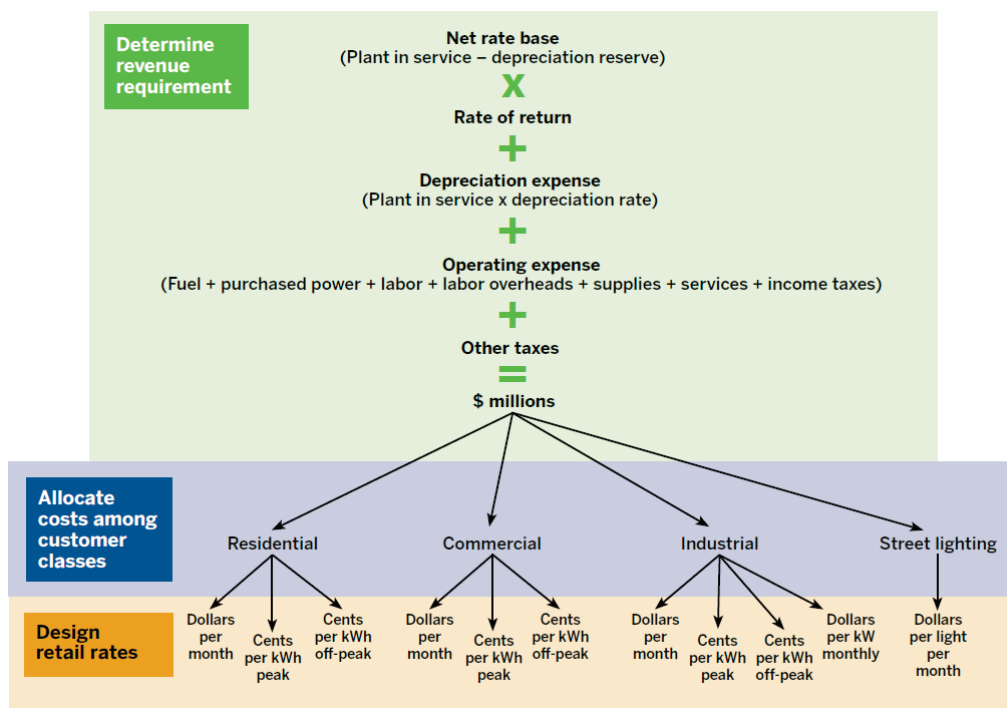 Determine
revenue
requirement
Net rate base
(Plant in service – depreciation reserve)
X
Rate of return
+
Depreciation expense
(Plant in service x depreciation rate)
+
Operating expense
(Fuel + purchased power + labor + labor overheads + supplies + services + income taxes)
+
Other taxes
=
$ millions
Allocate
costs among
customer
classes
Residential
Commercial
Industrial
Street lighting
Design
retail rates
Dollars
per
month
Cents
per kWh
peak
Cents
per kWh
off-peak
Dollars
per
month
Cents
per kWh
peak
Cents
per kWh
off-peak
Dollars
per
month
Cents
per kWh
peak
Cents
per kWh
off-peak
Dollars
per kW
monthly
Dollars
per light
per
month